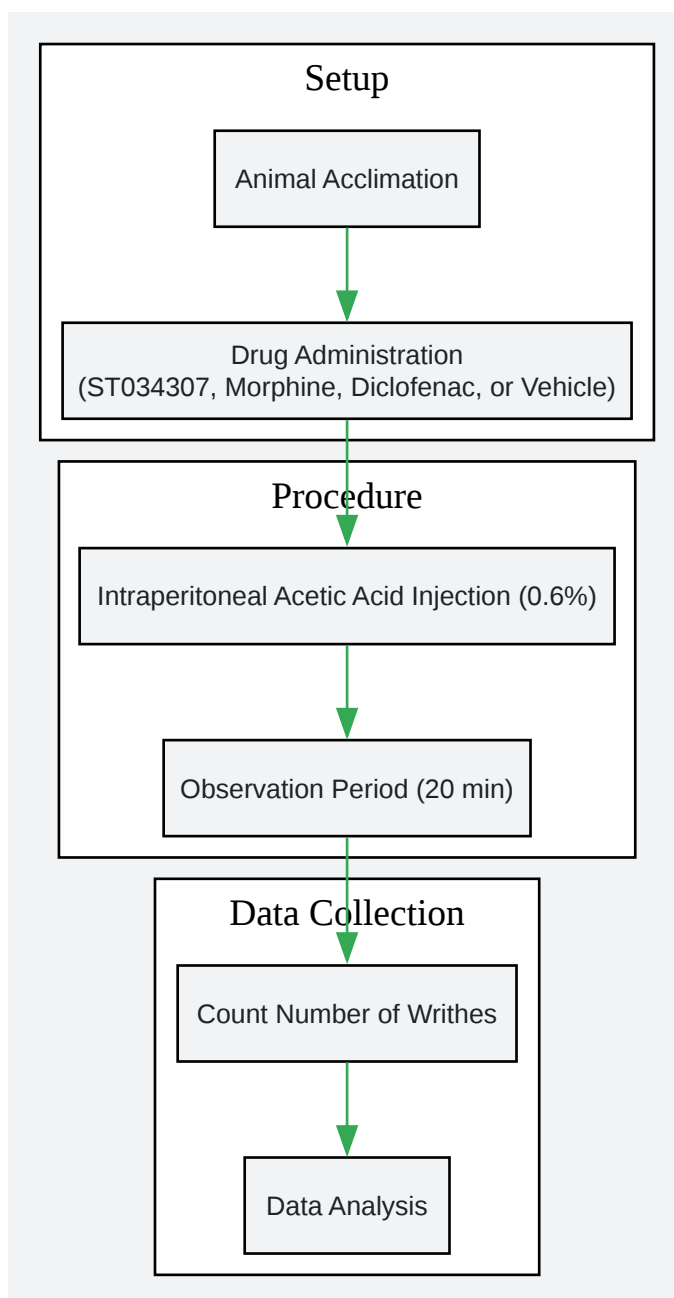 Setup
Animal Acclimation
Drug Administration
(ST034307, Morphine, Diclofenac, or Vehicle)
Procedure
Intraperitoneal Acetic Acid Injection (0.6%)
Observation Period (20 min)
Data Collection
Count Number of Writhes
Data Analysis